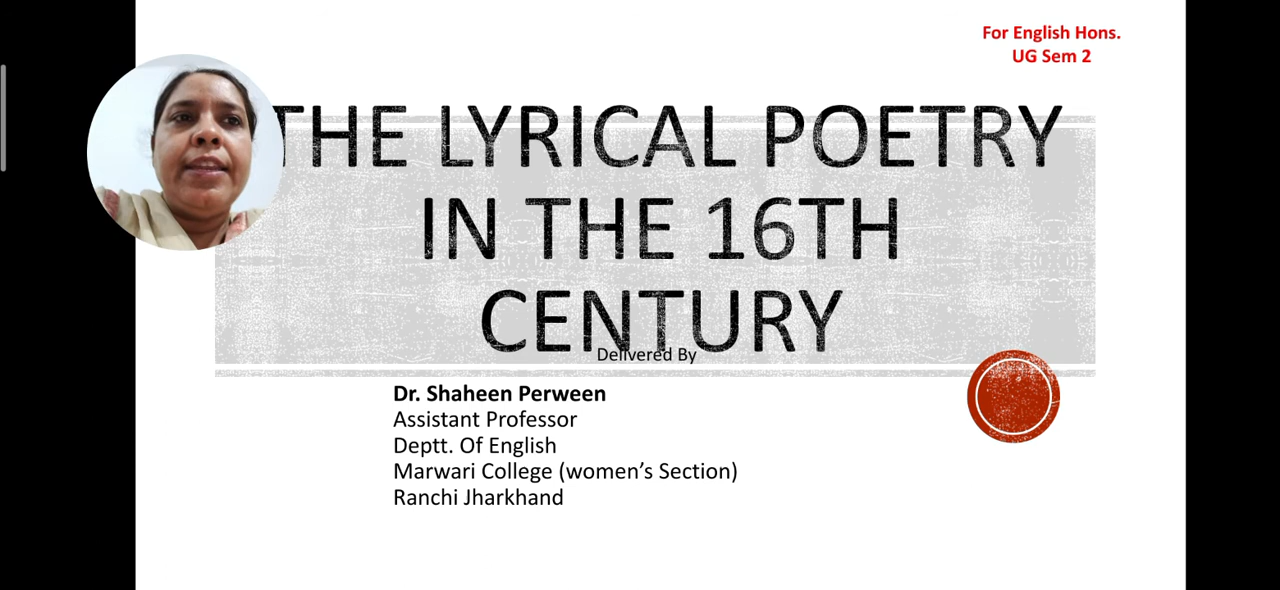 For English Hons.
UG Sem 2
THE LYRICAL POETRY
IN THE 16TH
CENTURY
Delivered By
Dr. Shaheen Perween
Assistant Professor
Deptt. Of English
Marwari College (women’s Section)
Ranchi Jharkhand